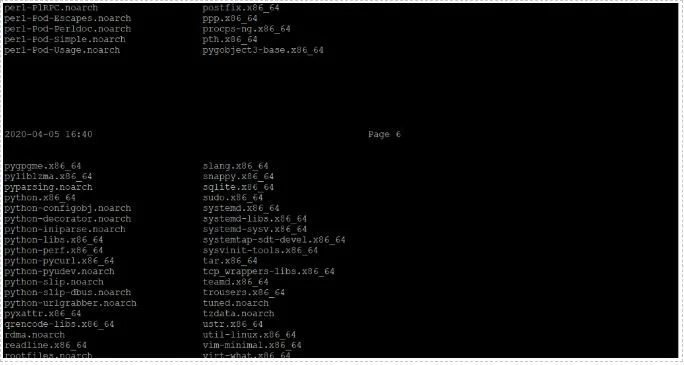 perl-PlRPC.noarch postfix.x86_64
perl-Pod-Escapes.noarch ppp.x86_64
perl-Pod-Perldoc.noarch procps-ng.x86_64
perl-Pod-Simple.noarch pth.x86_64
perl-Pod-Usage.noarch pygobject3-base.x86_64
2020-04-05 16:40 Page 6
pygpgme.x86_64 slang.x86_64
pyliblzma.x86_64 snappy.x86_64
pyparsing.noarch sqlite.x86_64
python.x86_64 sudo.x86_64
python-configobj.noarch systemd.x86_64
python-decorator.noarch systemd-libs.x86_64
python-iniparse.noarch systemd-sysv.x86_64
python-libs.x86_64 systemtap-sdt-devel.x86_64
python-perf.x86_64 sysvinit-tools.x86_64
python-pycurl.x86_64 tar.x86_64
python-pyudev.noarch tcp_wrappers-libs.x86_64
python-slip.noarch teamd.x86_64
python-slip-dbus.noarch trousers.x86_64
python-urlgrabber.noarch tuned.noarch
pyxattr.x86_64 tzdata.noarch
qrencode-libs.x86_64 ustr.x86_64
rdma.noarch util-linux.x86_64
readline.x86_64 vim-minimal.x86_64
rootfiles.noarch virt-what.x86_64